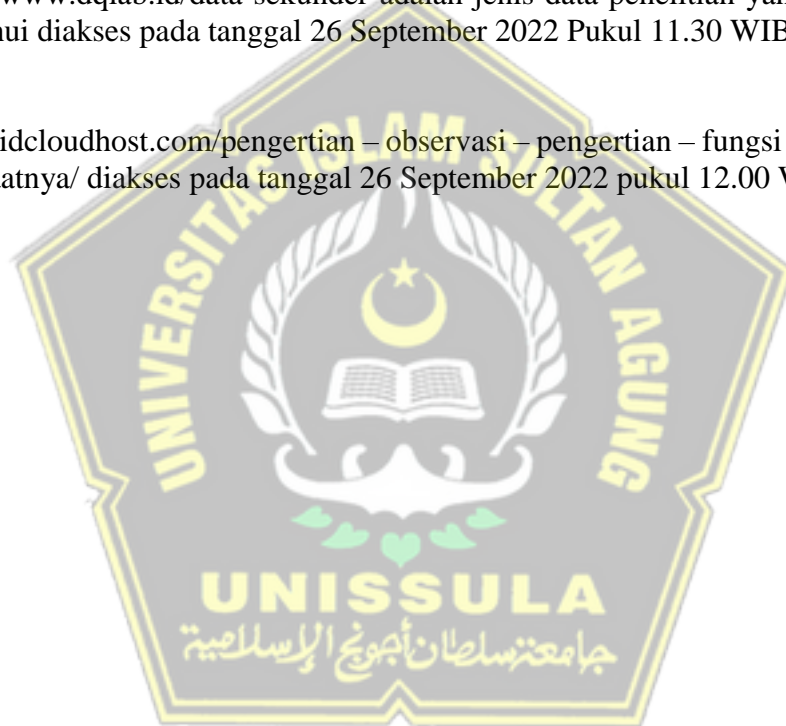 www.dqlab.id/data sekunder adalah jenis data penelitian yan
nui diakses pada tanggal 26 September 2022 Pukul 11.30 WIB
idcloudhost.com/pengertian – observasi – pengertian – fungsi
atnya/ diakses pada tanggal 26 September 2022 pukul 12.00 W
UNIVERSITAS ISLAM SULTAN AGUNG
UNISSULA
جامعة سلطان أجونج الإسلامية